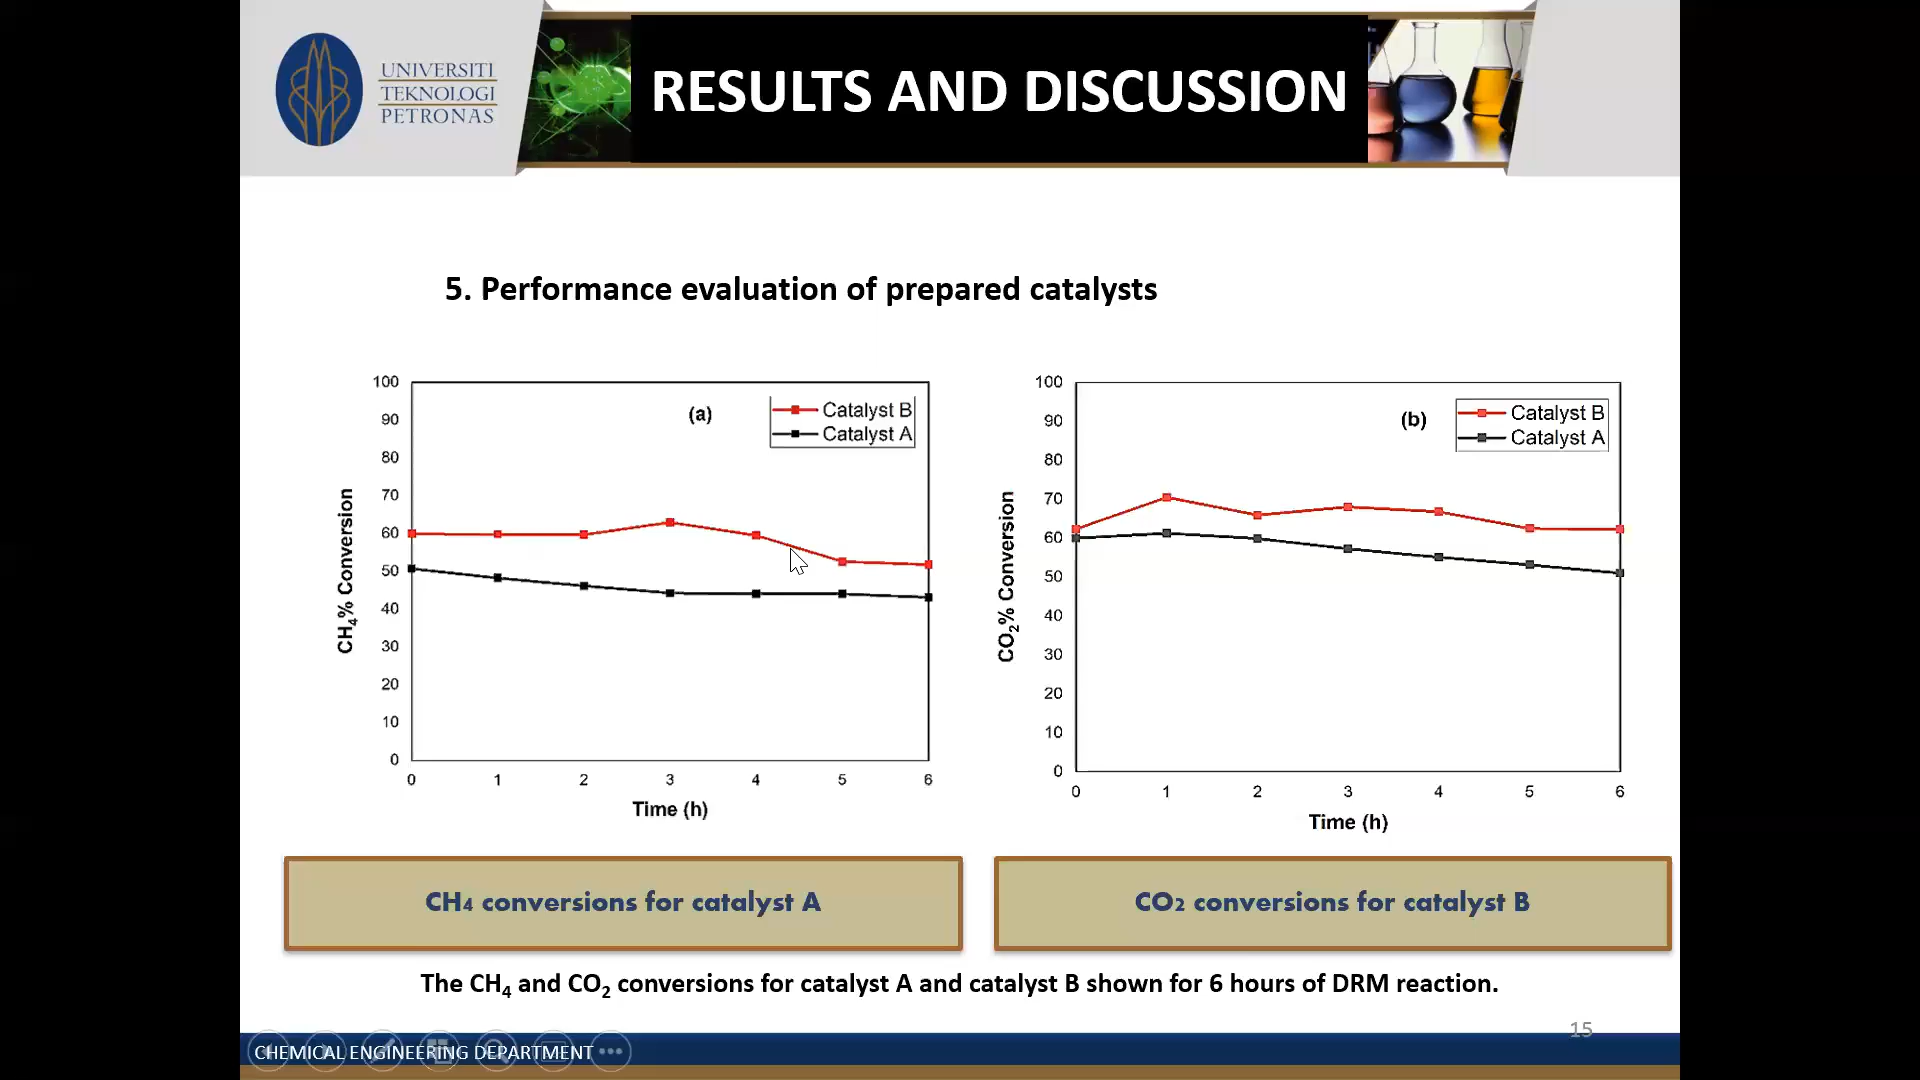 UNIVERSITI
TEKNOLOGI
PETRONAS
RESULTS AND DISCUSSION
5. Performance evaluation of prepared catalysts
100
90
80
70
60
50
40
30
20
10
0
CH4% Conversion
(a)
Catalyst B
Catalyst A
0 1 2 3 4 5 6
Time (h)
100
90
80
70
60
50
40
30
20
10
0
CO2% Conversion
(b)
Catalyst B
Catalyst A
0 1 2 3 4 5 6
Time (h)
CH4 conversions for catalyst A
CO2 conversions for catalyst B
The CH4 and CO2 conversions for catalyst A and catalyst B shown for 6 hours of DRM reaction.
15
CHEMICAL ENGINEERING DEPARTMENT